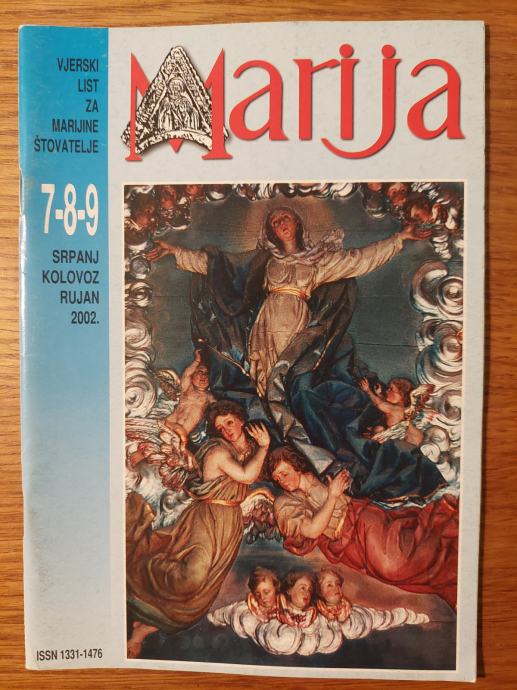 VJERSKI
LIST
ZA
MARIJINE
ŠTOVATELJE
Marija
7-8-9
SRPANJ
KOLOVOZ
RUJAN
2002.
ISSN 1331-1476